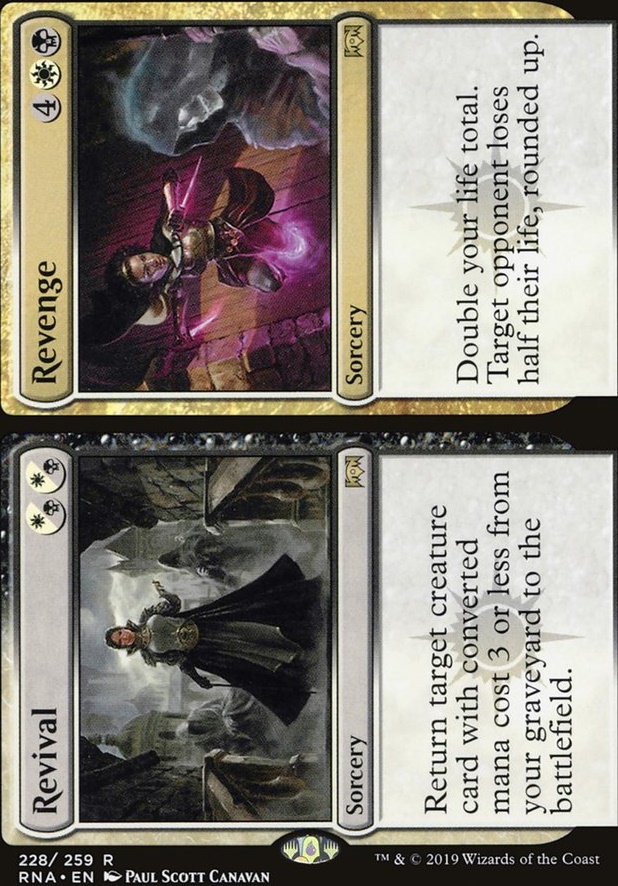 Revival
Sorcery
Return target creature
card with converted
mana cost 3 or less from
your graveyard to the
battlefield.
Revenge
4
Sorcery
Double your life total.
Target opponent loses
half their life, rounded up.
228/259 R
RNA • EN PAUL SCOTT CANAVAN
™ & © 2019 Wizards of the Coast